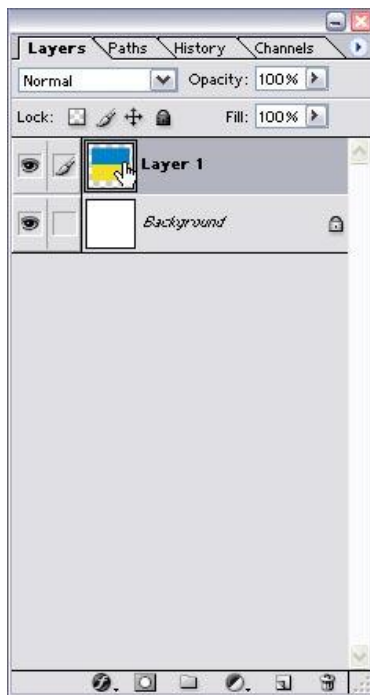 Layers Paths History Channels
Normal Opacity: 100%
Lock: Fill: 100%
Layer 1
Background